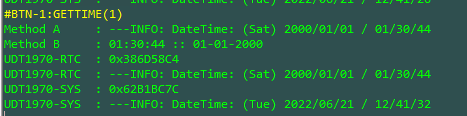 UDT1970-SYS  : ---INFO: DateTime: (Tue) 2022/06/21 / 12/41/28
#BTN-1:GETTIME(1)
Method A     : ---INFO: DateTime: (Sat) 2000/01/01 / 01/30/44
Method B     : 01:30:44 :: 01-01-2000
UDT1970-RTC  : 0x386D58C4
UDT1970-RTC  : ---INFO: DateTime: (Sat) 2000/01/01 / 01/30/44
UDT1970-SYS  : 0x62B1BC7C
UDT1970-SYS  : ---INFO: DateTime: (Tue) 2022/06/21 / 12/41/32